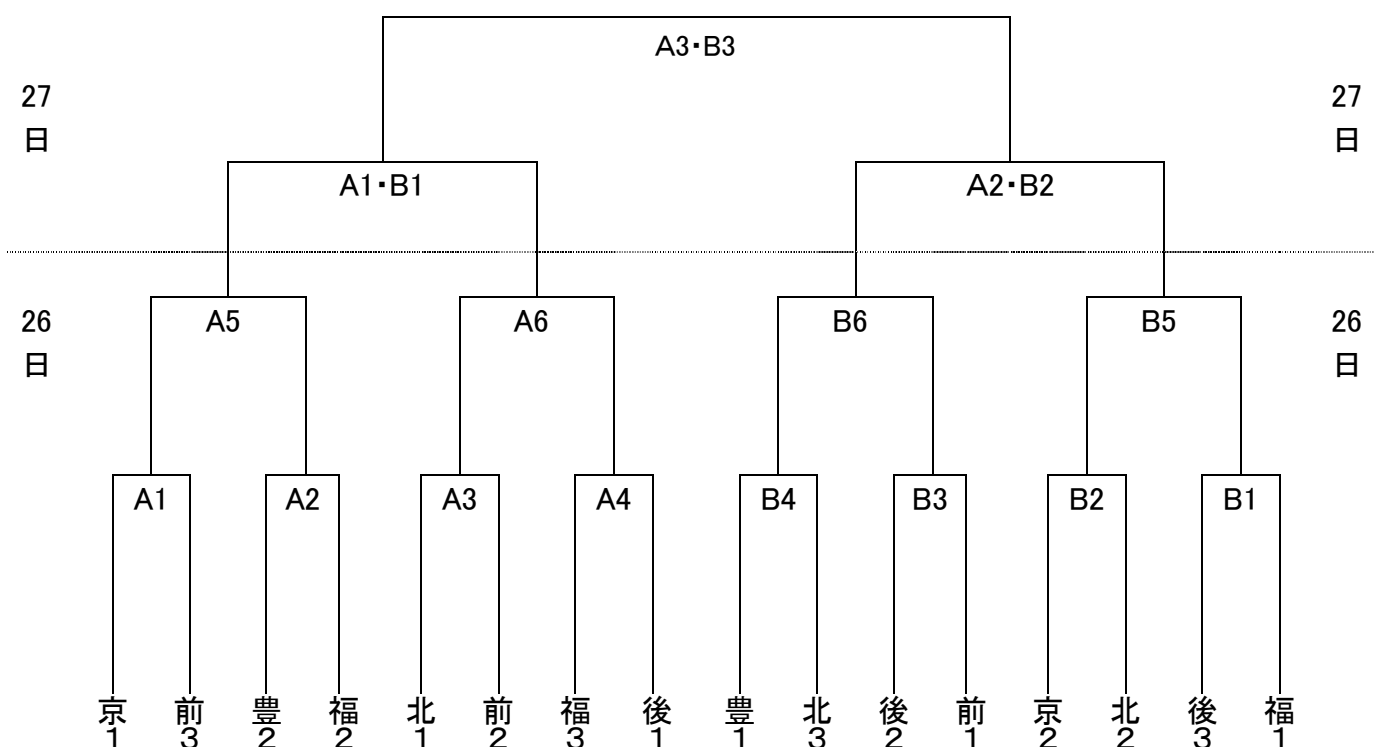 A3・B3
27
日
27
日
A1・B1
A2・B2
26
日
A5
A6
B6
B5
26
日
A1
A2
A3
A4
B4
B3
B2
B1
京1
前3
豊2
福2
北1
前2
福3
後1
豊1
北3
後2
前1
京2
北2
後3
福1